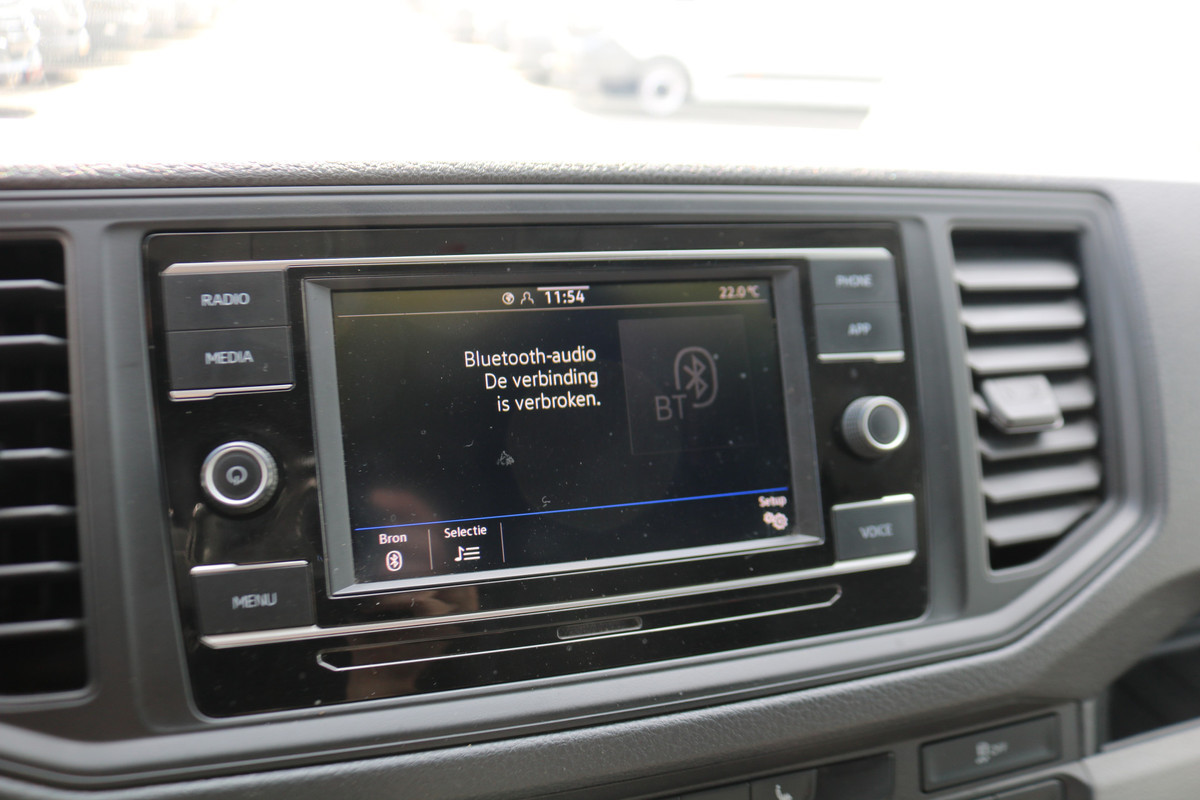 11:54
22.0°C
RADIO
MEDIA
MENU
PHONE
APP
VOICE
Bluetooth-audio
De verbinding
is verbroken.
BT
Bron
Selectie
Setup